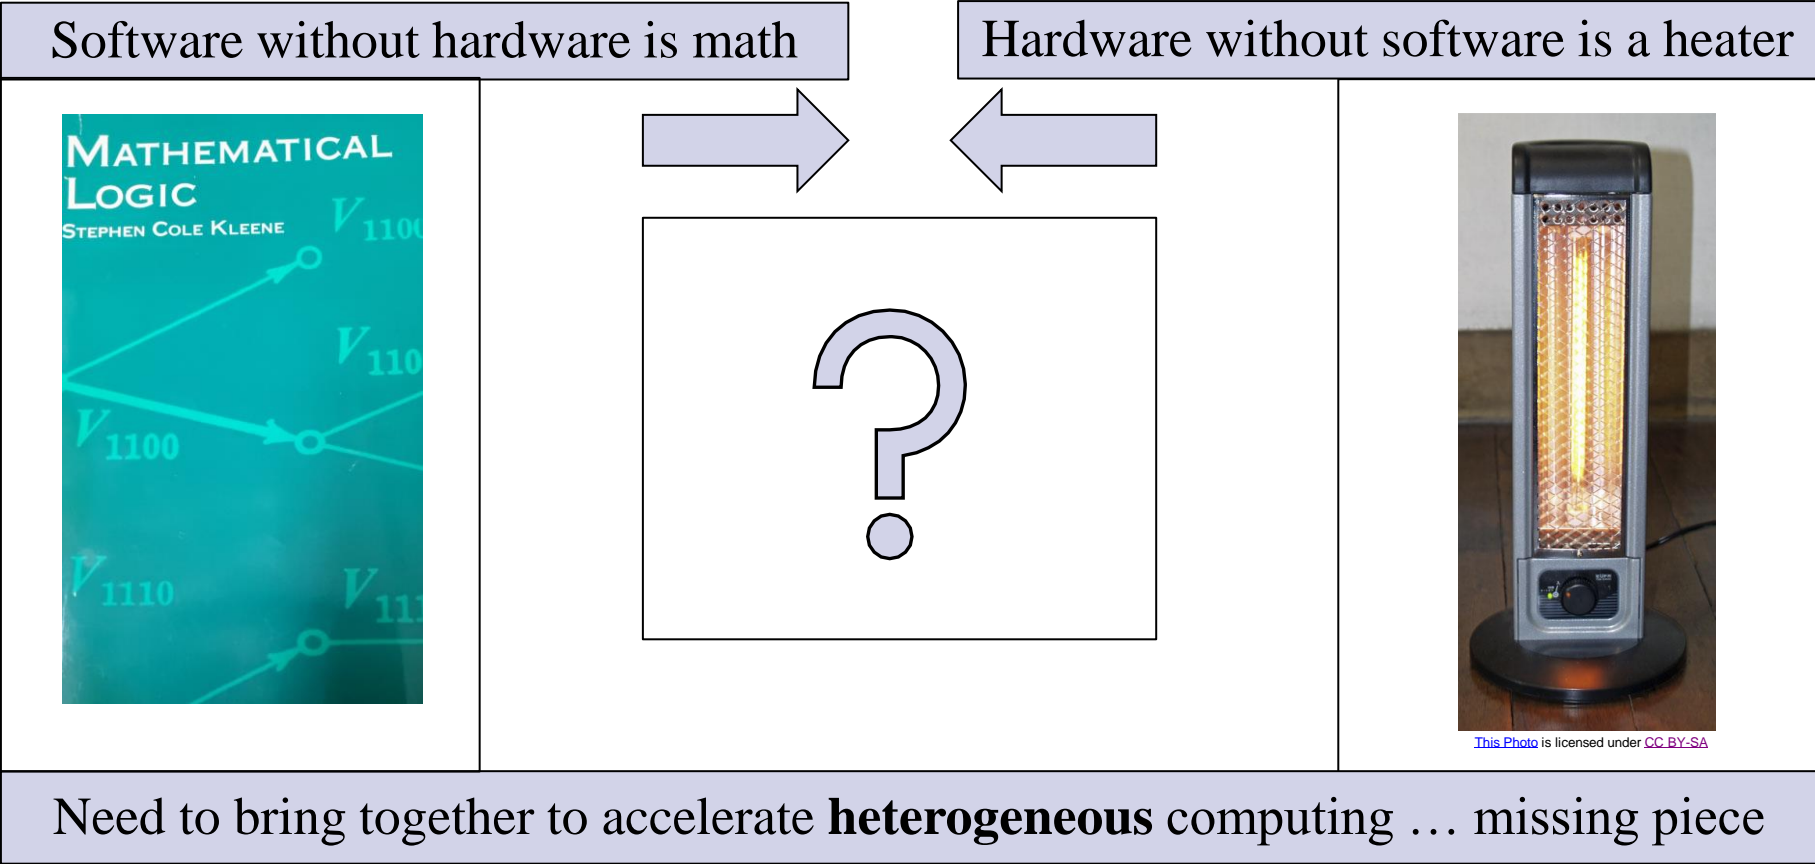 Software without hardware is math
Hardware without software is a heater
MATHEMATICAL
LOGIC
STEPHEN COLE KLEENE
V1100
V110
V1100
V1110
V111
?
This Photo is licensed under CC BY-SA
Need to bring together to accelerate heterogeneous computing … missing piece